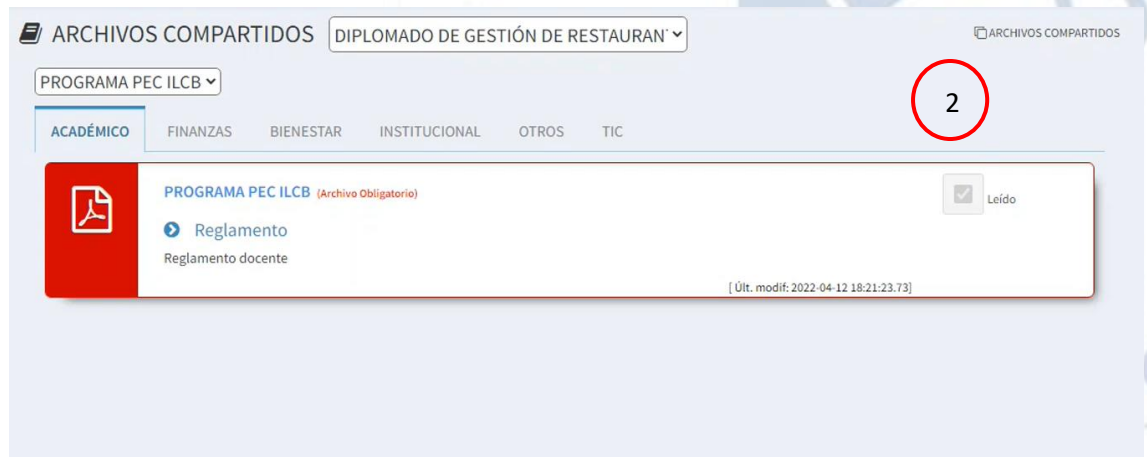 ARCHIVOS COMPARTIDOS DIPLOMADO DE GESTIÓN DE RESTAURAN
ARCHIVOS COMPARTIDOS
PROGRAMA PEC ILCB
2
ACADÉMICO FINANZAS BIENESTAR INSTITUCIONAL OTROS TIC
PROGRAMA PEC ILCB (Archivo Obligatorio)
Leído
Reglamento
Reglamento docente
[ Últ. modif: 2022-04-12 18:21:23.73]